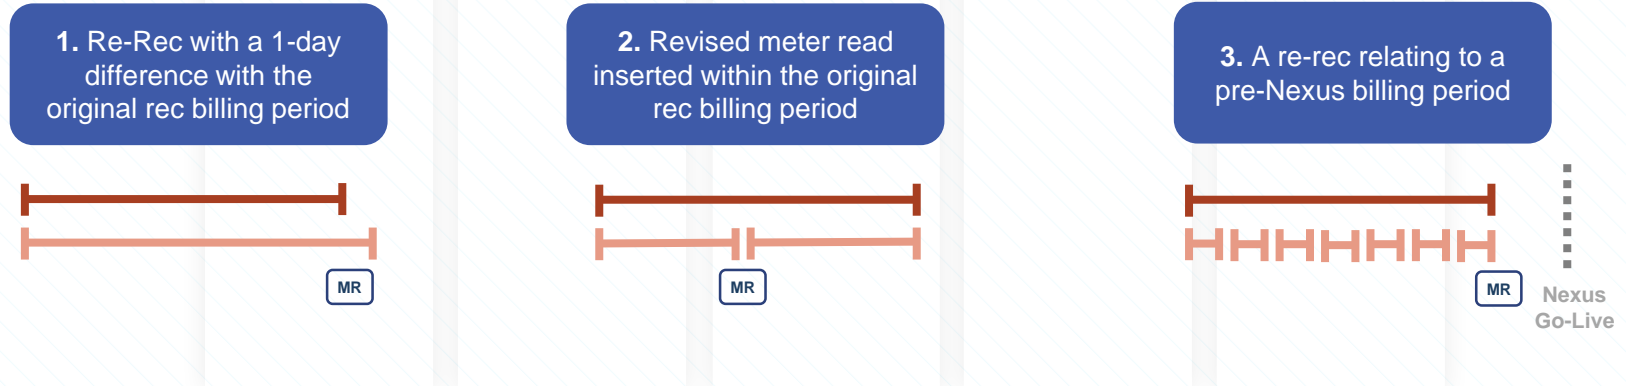 1. Re-Rec with a 1-day
difference with the
original rec billing period
2. Revised meter read
inserted within the original
rec billing period
3. A re-rec relating to a
pre-Nexus billing period
MR
MR
MR
Nexus
Go-Live